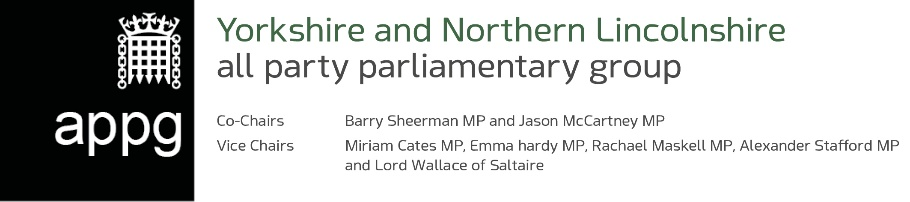 appg
Yorkshire and Northern Lincolnshire
all party parliamentary group
Co-Chairs Barry Sheerman MP and Jason McCartney MP
Vice Chairs Miriam Cates MP, Emma hardy MP, Rachael Maskell MP, Alexander Stafford MP
and Lord Wallace of Saltaire